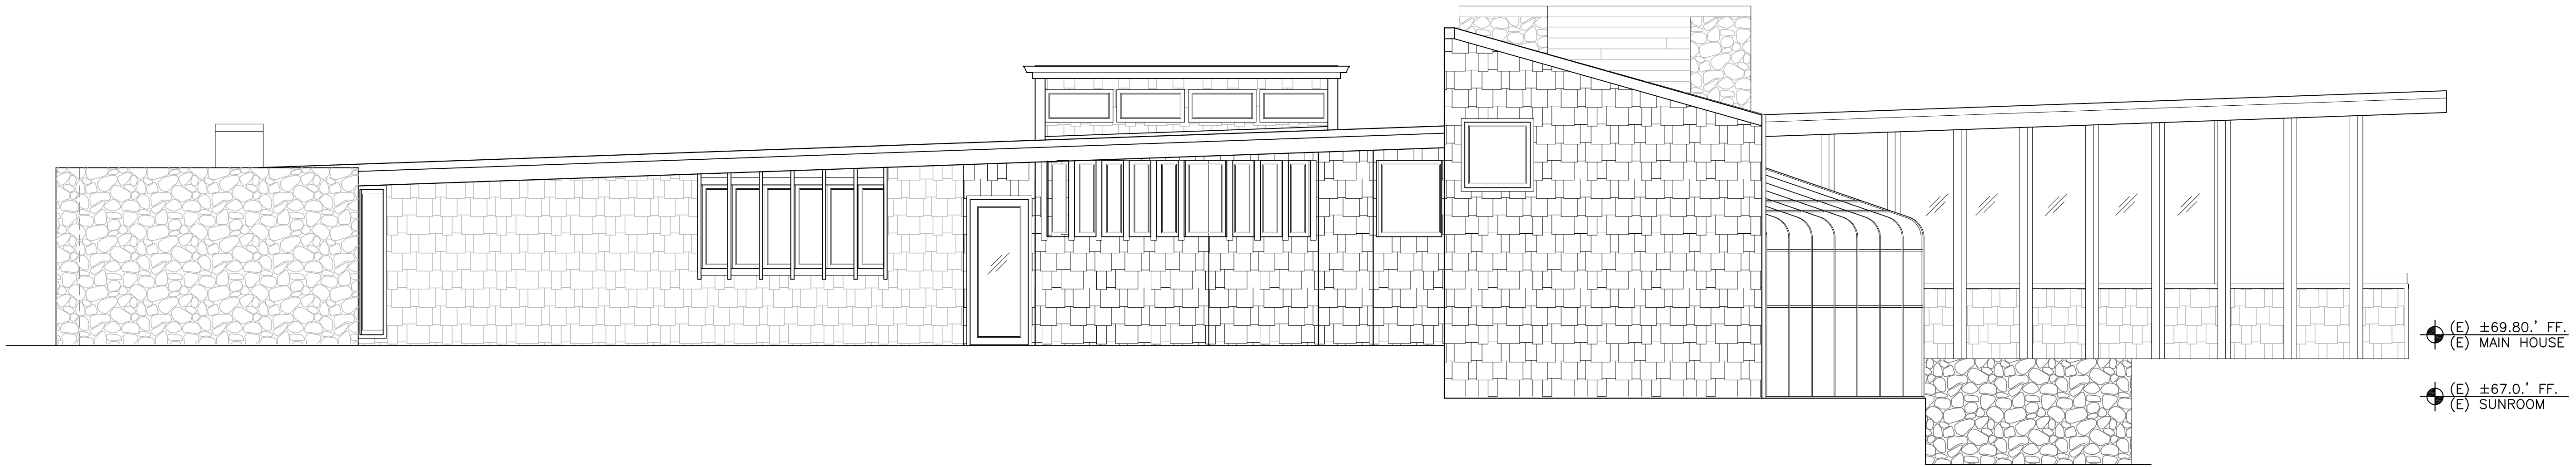 (E) ±69.80.' FF.
(E) MAIN HOUSE
(E) ±67.0.' FF.
(E) SUNROOM